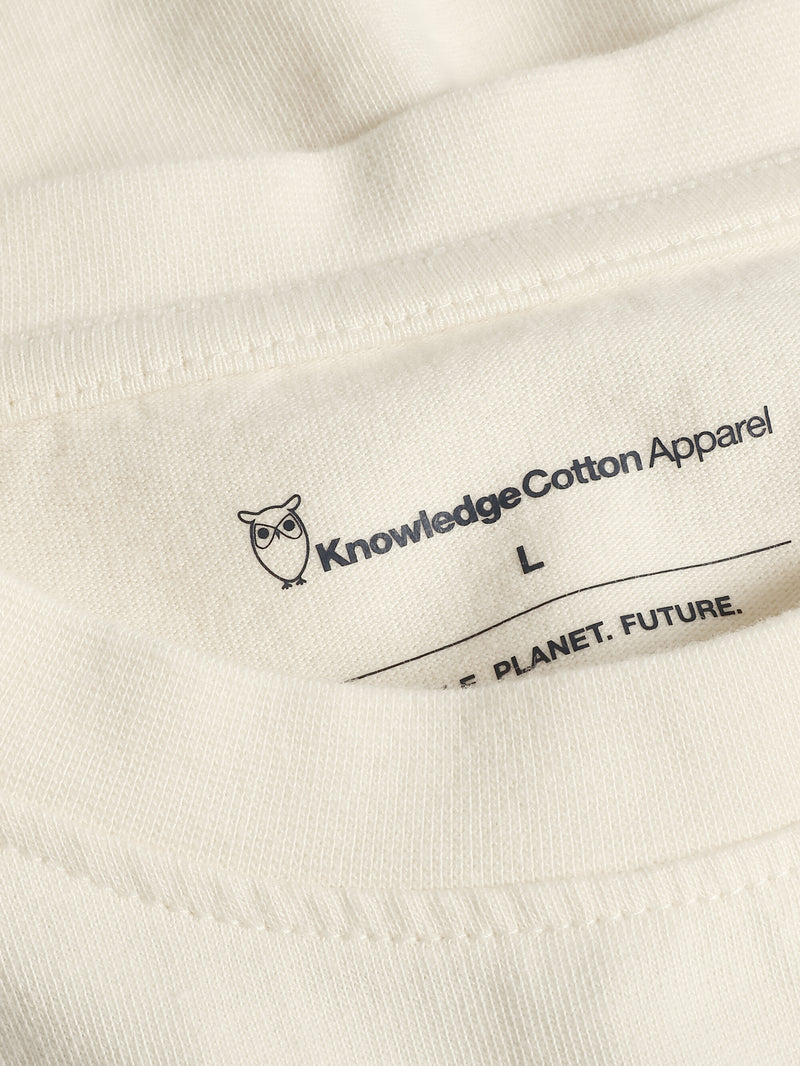 KnowledgeCotton Apparel
L
PLANET. FUTURE.